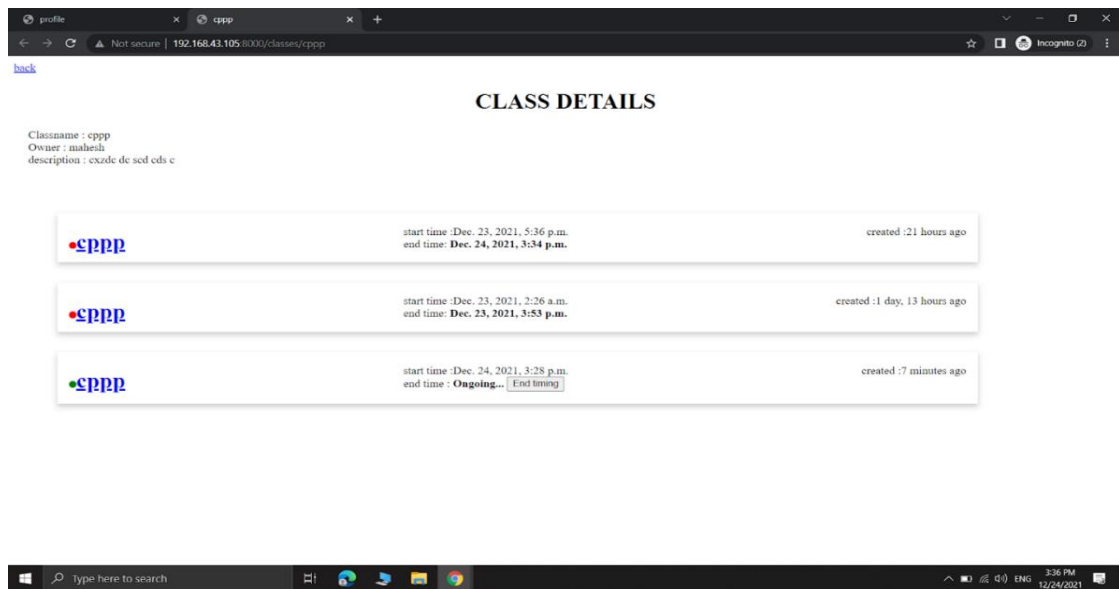 profile
cppp
Not secure | 192.168.43.105:8000/classes/cppp
Incognito (2)
back
CLASS DETAILS
Classname : cppp
Owner : mahesh
description : cxzdc dc scd cds c
cppp
start time :Dec. 23, 2021, 5:36 p.m.
end time: Dec. 24, 2021, 3:34 p.m.
created :21 hours ago
cppp
start time :Dec. 23, 2021, 2:26 a.m.
end time: Dec. 23, 2021, 3:53 p.m.
created :1 day, 13 hours ago
cppp
start time :Dec. 24, 2021, 3:28 p.m.
end time : Ongoing... End timing
created :7 minutes ago
Type here to search
ENG
3:36 PM
12/24/2021